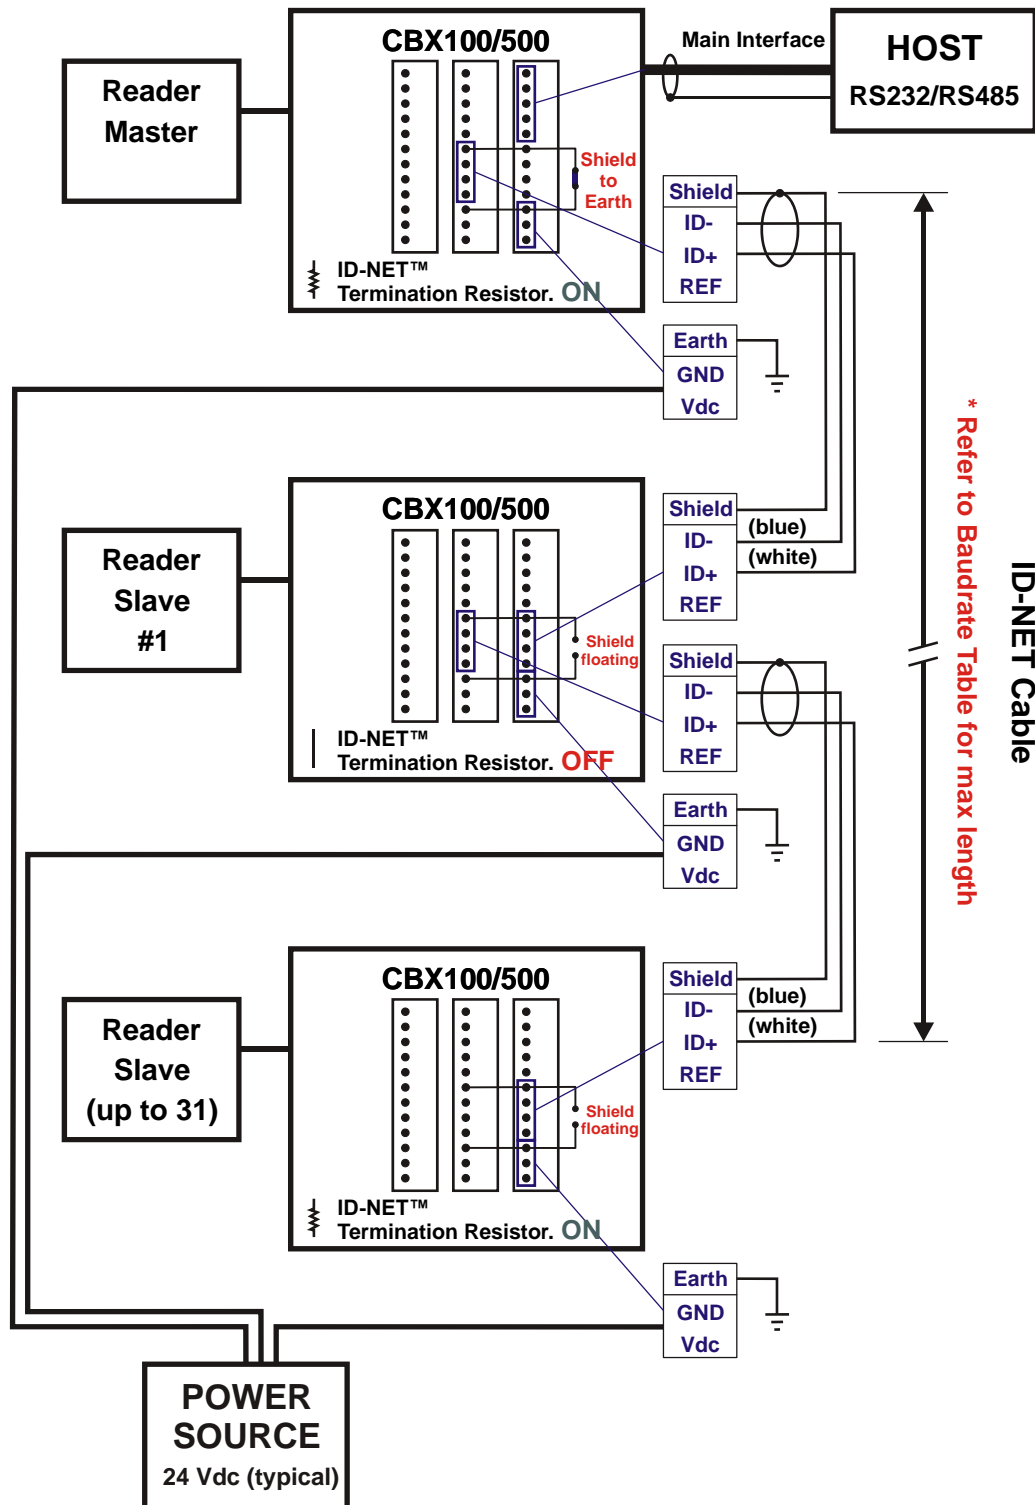 CBX100/500
Main Interface
HOST
RS232/RS485
Reader
Master
Shield
to
Earth
ID-NET™
Termination Resistor. ON
Shield
ID-
ID+
REF
Earth
GND
Vdc
CBX100/500
Reader
Slave
#1
Shield
floating
ID-NET™
Termination Resistor. OFF
Shield
(blue)
ID-
(white)
ID+
REF
Shield
ID-
ID+
REF
Earth
GND
Vdc
* Refer to Baudrate Table for max length
ID-NET Cable
CBX100/500
Reader
Slave
(up to 31)
Shield
floating
ID-NET™
Termination Resistor. ON
Shield
(blue)
ID-
(white)
ID+
REF
Earth
GND
Vdc
POWER
SOURCE
24 Vdc (typical)